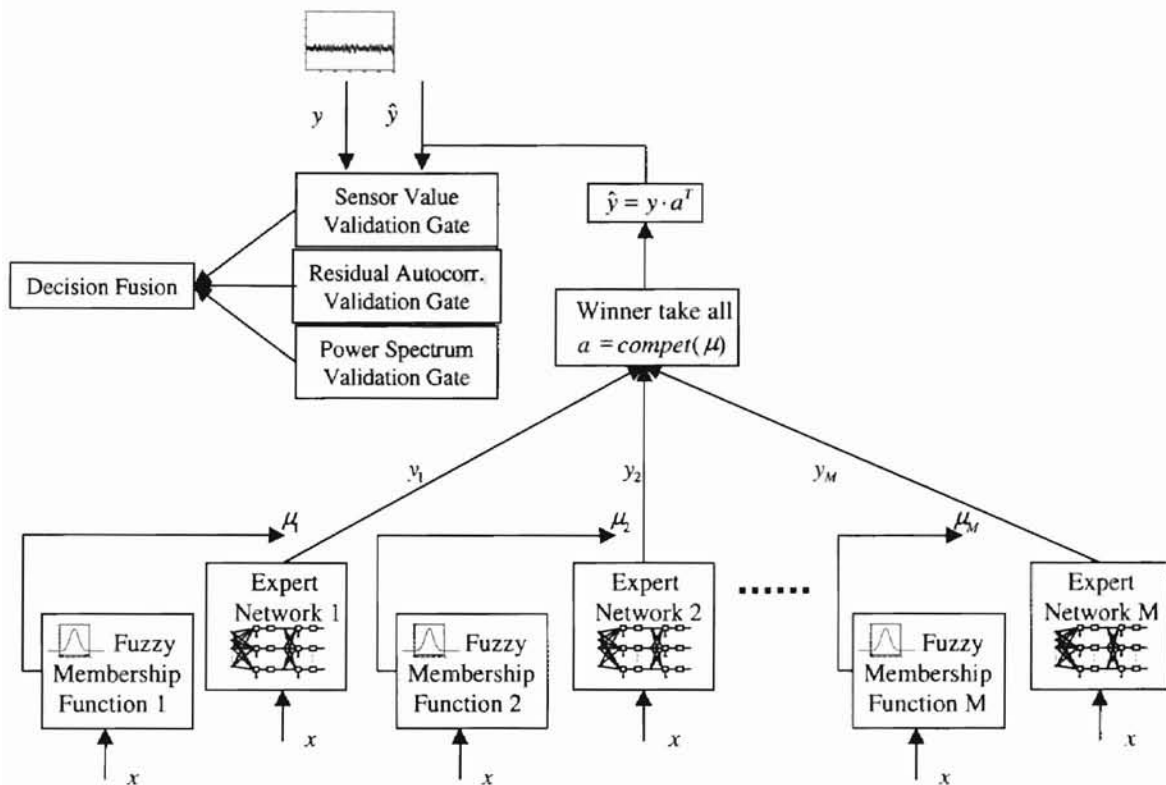 y
ŷ
Sensor Value
Validation Gate
ŷ = y · a^T
Residual Autocorr.
Validation Gate
Decision Fusion
Winner take all
a = compet(μ)
Power Spectrum
Validation Gate
y₁
y₂
y_M
μ₁
μ₂
μ_M
Expert
Network 1
Expert
Network 2
Expert
Network M
Fuzzy
Membership
Function 1
Fuzzy
Membership
Function 2
Fuzzy
Membership
Function M
x
x
x
x
x
x